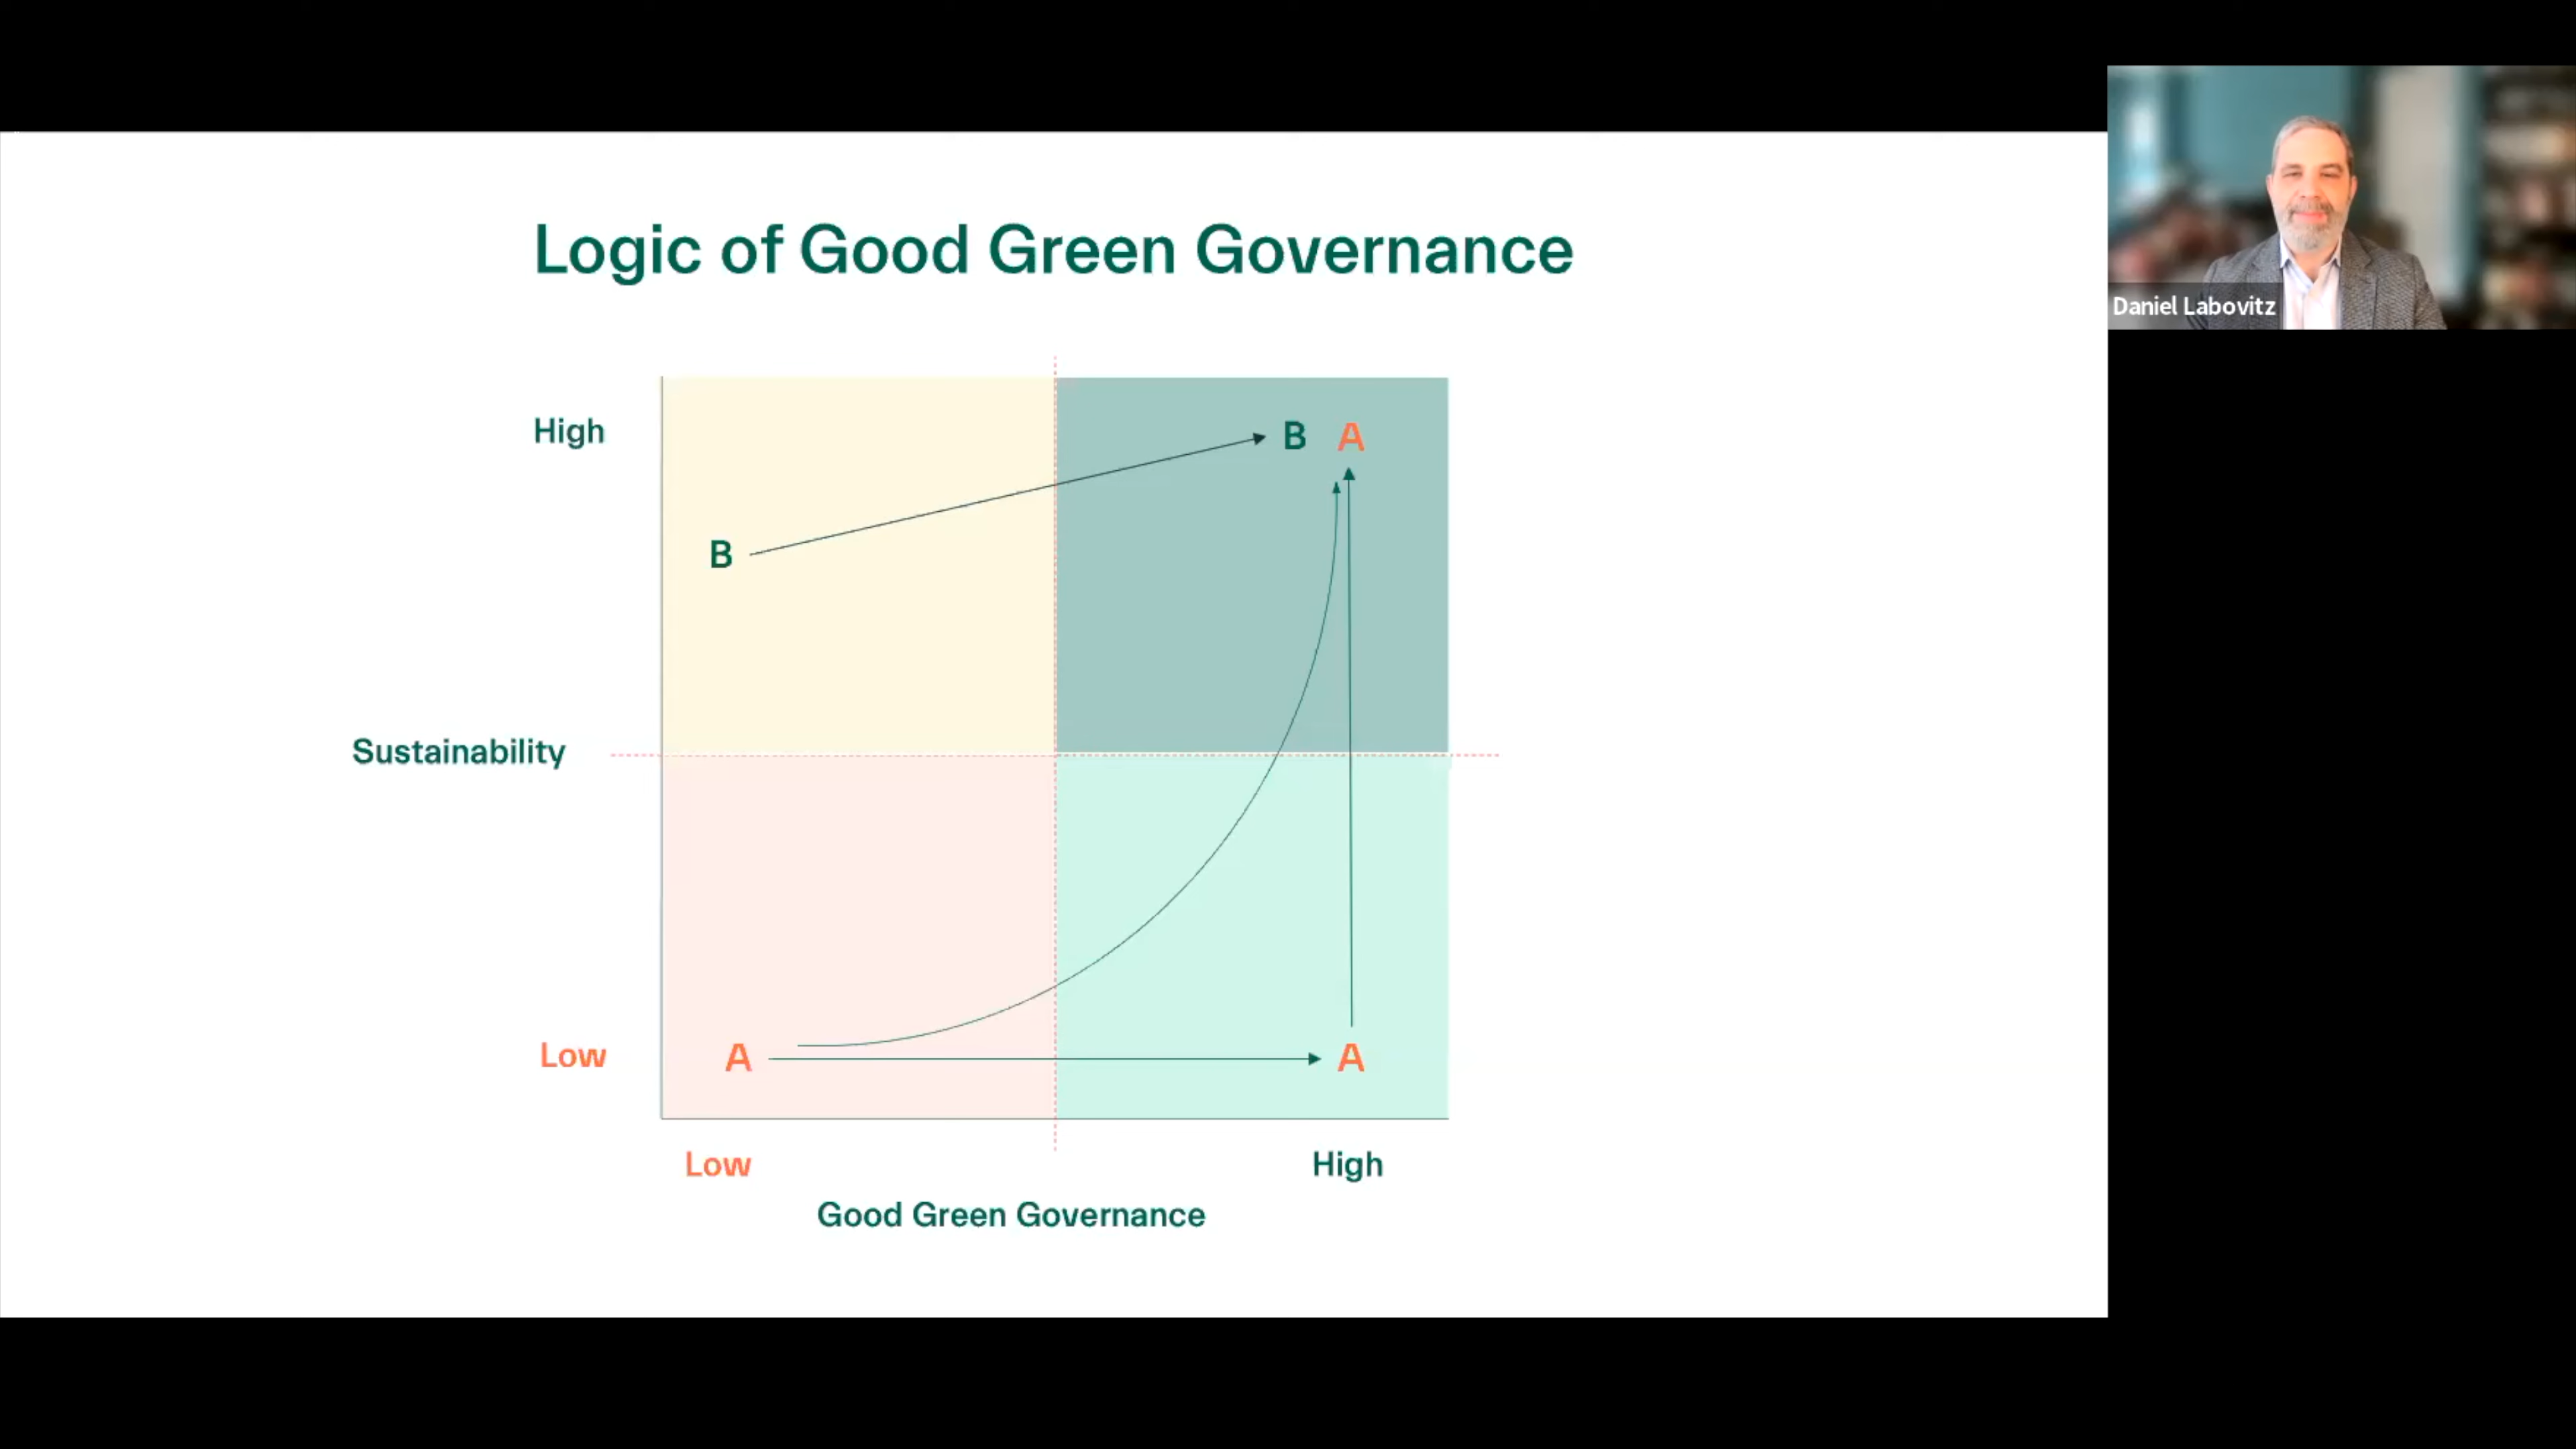 Logic of Good Green Governance
Daniel Labovitz
High
B A
B
Sustainability
Low
A
A
Low
High
Good Green Governance